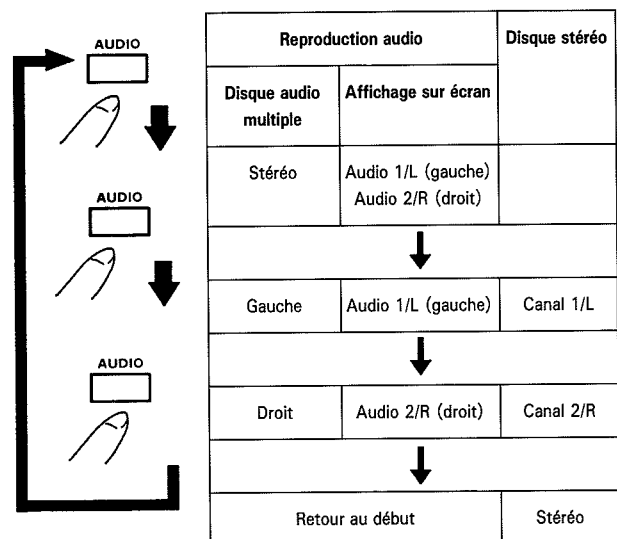 AUDIO
AUDIO
AUDIO
Reproduction audio
Disque stéréo
Disque audio
multiple
Affichage sur écran
Stéréo
Audio 1/L (gauche)
Audio 2/R (droit)
Gauche
Audio 1/L (gauche)
Canal 1/L
Droit
Audio 2/R (droit)
Canal 2/R
Retour au début
Stéréo